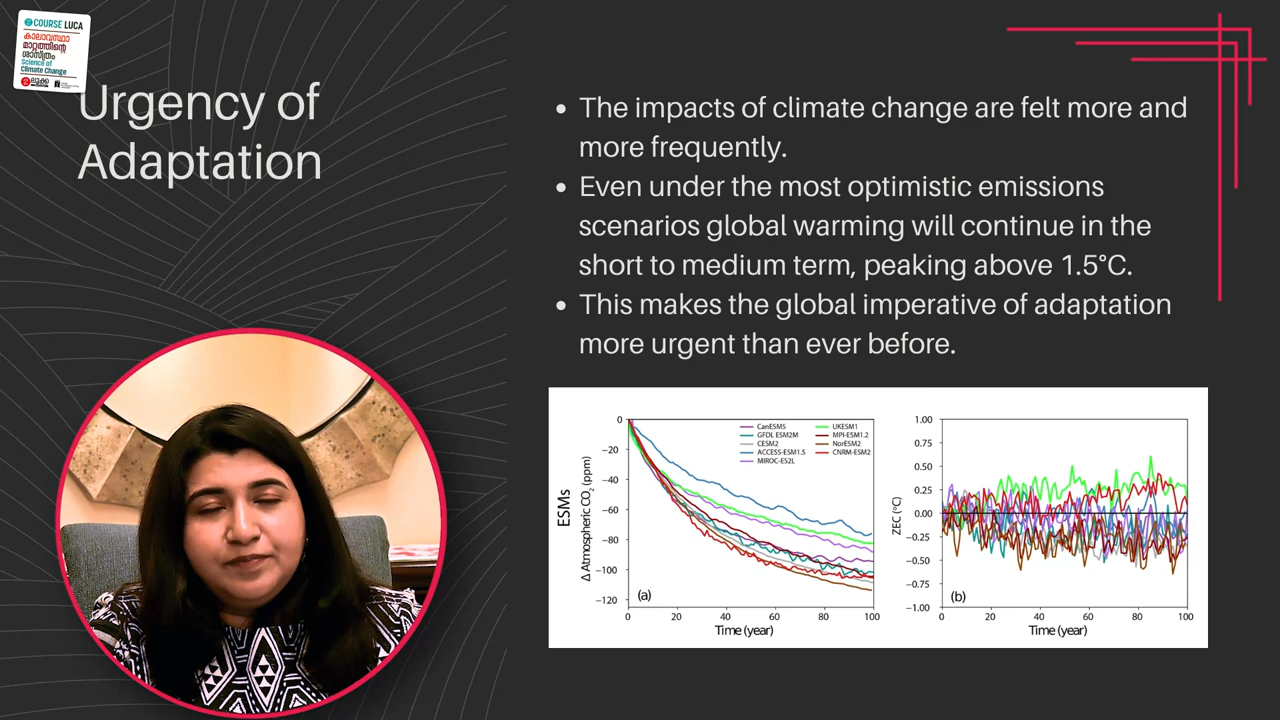 COURSE LUCA
കാലാവസ്ഥാ
മാറ്റത്തിന്റെ
ശാസ്ത്രം
Science of
Climate Change
ലൂക്ക
Urgency of
Adaptation
• The impacts of climate change are felt more and
more frequently.
• Even under the most optimistic emissions
scenarios global warming will continue in the
short to medium term, peaking above 1.5°C.
• This makes the global imperative of adaptation
more urgent than ever before.
ESMs
Δ Atmospheric CO₂ (ppm)
0
−20
−40
−60
−80
−100
−120
CanESM5
GFDL ESM2M
CESM2
ACCESS-ESM1.5
MIROC-ES2L
UKESM1
MPI-ESM1.2
NorESM2
CNRM-ESM2
(a)
0 20 40 60 80 100
Time (year)
ZEC (°C)
1.00
0.75
0.50
0.25
0.00
−0.25
−0.50
−0.75
−1.00
(b)
0 20 40 60 80 100
Time (year)